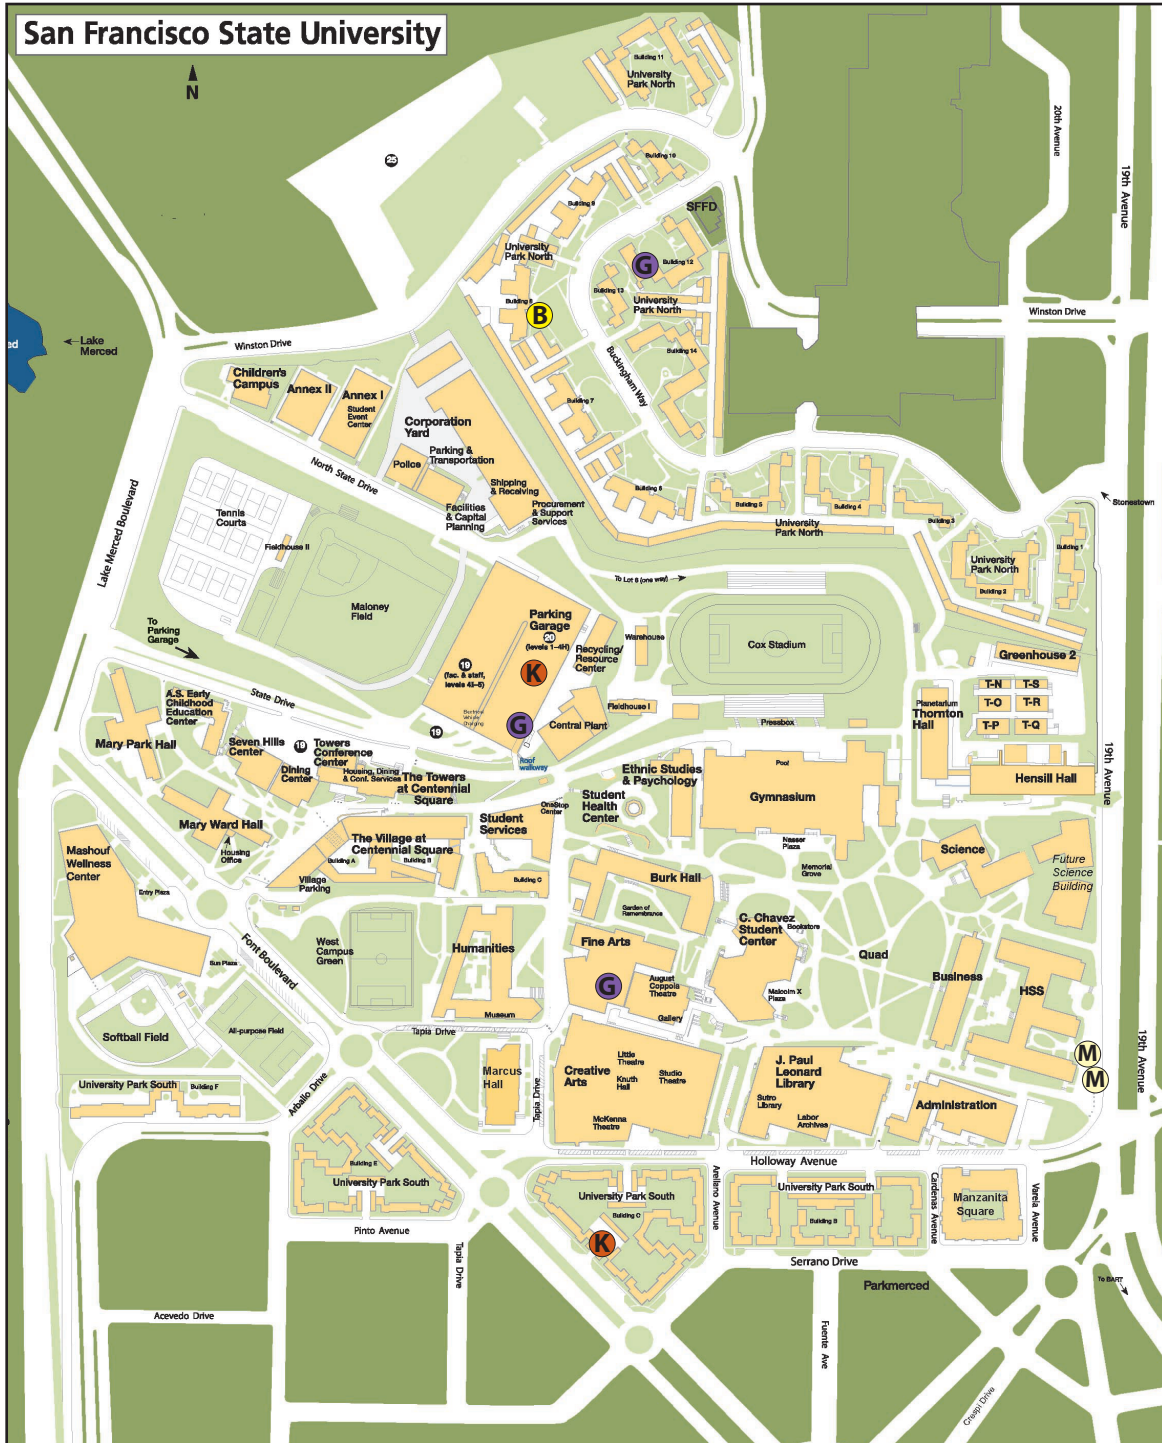 San Francisco State University
N
Building 11
University
Park North
25
20th Avenue
19th Avenue
Building 10
Building 9
SFFD
University
Park North
Building 12
G
Building 13
University
Park North
Building 8
B
Winston Drive
ed
Lake
Merced
Winston Drive
Buckingham Way
Building 14
Children's
Campus
Annex II
Annex I
Student
Event
Center
Building 7
Corporation
Yard
Parking &
Transportation
Police
North State Drive
Shipping
& Receiving
Facilities
& Capital
Planning
Procurement
& Support
Services
Building 6
Building 5
Building 4
Building 3
University
Park North
Stonestown
Lake Merced Boulevard
Tennis
Courts
Fieldhouse II
Building 1
University
Park North
Building 2
To Lot 6 (one way)
Maloney
Field
Parking
Garage
20
(levels 1-4H)
To
Parking
Garage
Warehouse
Recycling/
Resource
Center
Cox Stadium
Greenhouse 2
19
(fac. & staff,
levels 4I-5)
K
T-N
T-S
T-O
T-R
T-P
T-Q
State Drive
A.S. Early
Childhood
Education
Center
Planetarium
Thornton
Hall
Fieldhouse I
Electrical
Vehicle
Charging
G
Central Plant
Pressbox
19
Mary Park Hall
Seven Hills
Center
19
Towers
Conference
Center
Roof
walkway
Pool
Dining
Center
Housing, Dining
& Conf. Services
The Towers
at Centennial
Square
Ethnic Studies
& Psychology
Hensill Hall
19th Avenue
Gymnasium
Student
Health
Center
OneStop
Center
Mary Ward Hall
Student
Services
The Village at
Centennial Square
Housing
Office
Building A
Building B
Nasser
Plaza
Science
Mashouf
Wellness
Center
Future
Science
Building
Memorial
Grove
Village
Parking
Building C
Burk Hall
Entry Plaza
Garden of
Remembrance
C. Chavez
Student
Center
Bookstore
West
Campus
Green
Humanities
Fine Arts
Quad
Font Boulevard
Sun Plaza
G
August
Coppola
Theatre
Business
HSS
Malcolm X
Plaza
Museum
Gallery
Softball Field
All-purpose Field
Tapia Drive
Creative
Arts
Little
Theatre
Knuth
Hall
Studio
Theatre
J. Paul
Leonard
Library
M
M
19th Avenue
Marcus
Hall
University Park South
Building F
Arballo Drive
Tapia Drive
Sutro
Library
Labor
Archives
Administration
McKenna
Theatre
Holloway Avenue
Building E
University Park South
University Park South
Building C
Arellano Avenue
University Park South
Building B
Cardenas Avenue
Manzanita
Square
Varela Avenue
Pinto Avenue
K
Tapia Drive
Serrano Drive
To BART
Parkmerced
Acevedo Drive
Fuente Ave
Crespi Drive